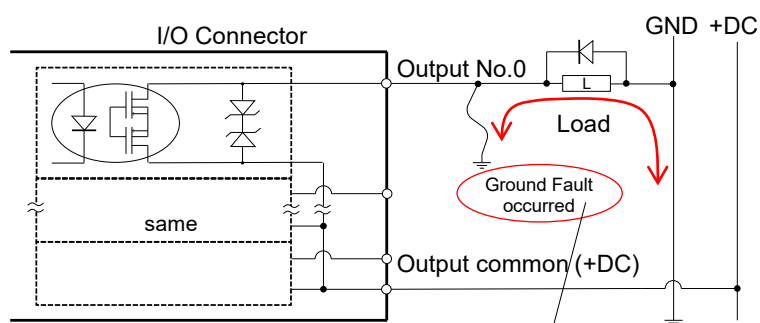 GND +DC
I/O Connector
Output No.0
L
Load
Ground Fault
occurred
same
Output common (+DC)